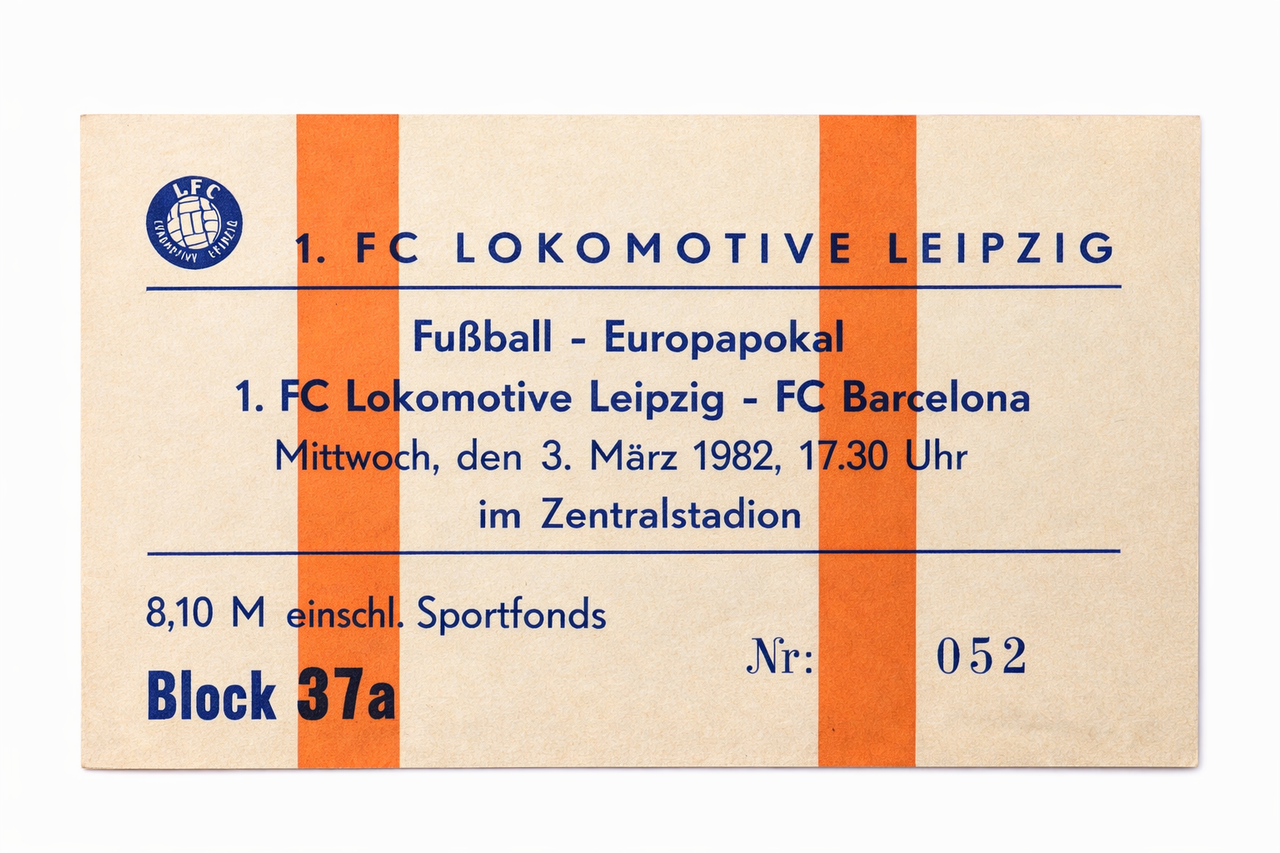 LFC
1. FC LOKOMOTIVE LEIPZIG
Fußball - Europapokal
1. FC Lokomotive Leipzig - FC Barcelona
Mittwoch, den 3. März 1982, 17.30 Uhr
im Zentralstadion
8,10 M einschl. Sportfonds
Nr: 052
Block 37a